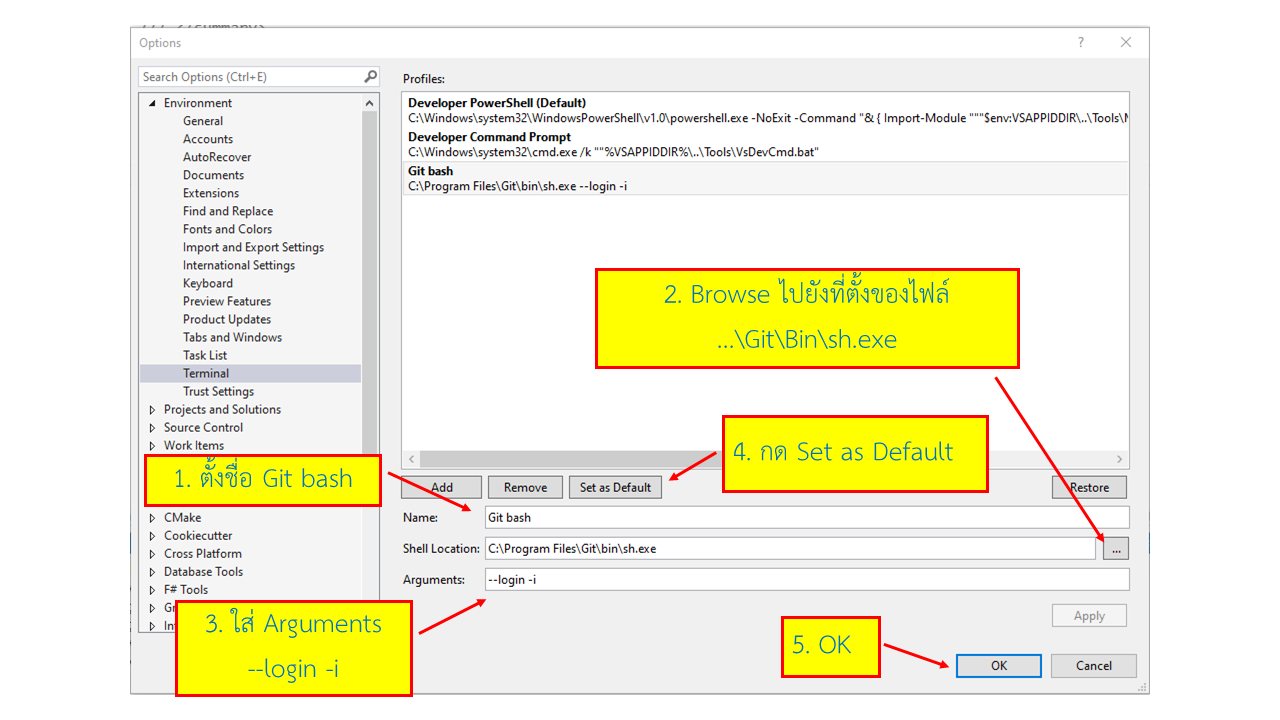 Options
?
Search Options (Ctrl+E)
Environment
General
Accounts
AutoRecover
Documents
Extensions
Find and Replace
Fonts and Colors
Import and Export Settings
International Settings
Keyboard
Preview Features
Product Updates
Tabs and Windows
Task List
Terminal
Trust Settings
Projects and Solutions
Source Control
Work Items
1. ตั้งชื่อ Git bash
CMake
Cookiecutter
Cross Platform
Database Tools
F# Tools
3. ใส่ Arguments
--login -i
Profiles:
Developer PowerShell (Default)
C:\Windows\system32\WindowsPowerShell\v1.0\powershell.exe -NoExit -Command "& { Import-Module """$env:VSAPPIDDIR\..\Tools\
Developer Command Prompt
C:\Windows\system32\cmd.exe /k ""%VSAPPIDDIR%\..\Tools\VsDevCmd.bat"
Git bash
C:\Program Files\Git\bin\sh.exe --login -i
2. Browse ไปยังที่ตั้งของไฟล์
...\Git\Bin\sh.exe
4. กด Set as Default
Add Remove Set as Default Restore
Name: Git bash
Shell Location: C:\Program Files\Git\bin\sh.exe ...
Arguments: --login -i
Apply
5. OK
OK Cancel